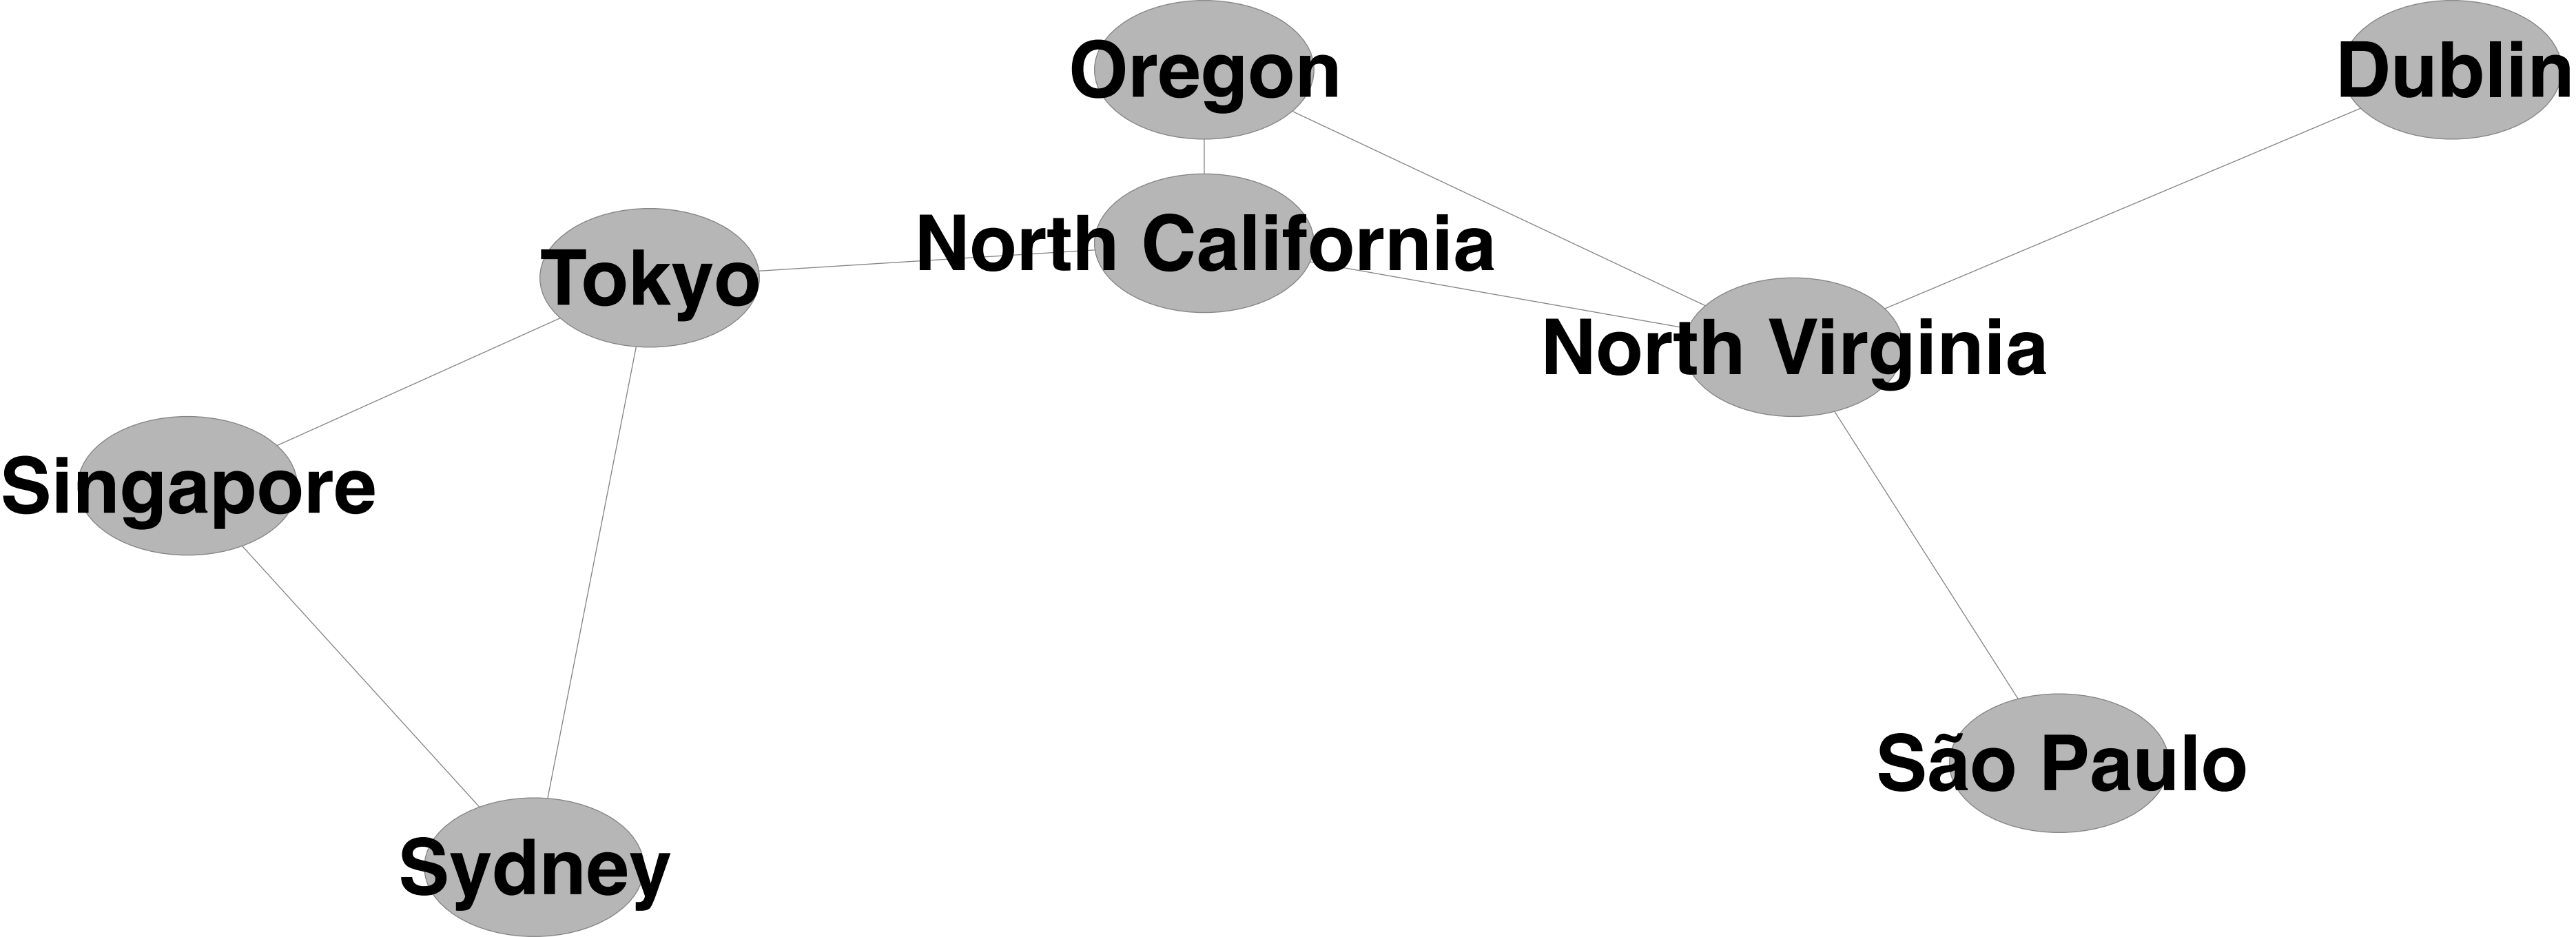 Oregon
Dublin
North California
Tokyo
North Virginia
Singapore
São Paulo
Sydney